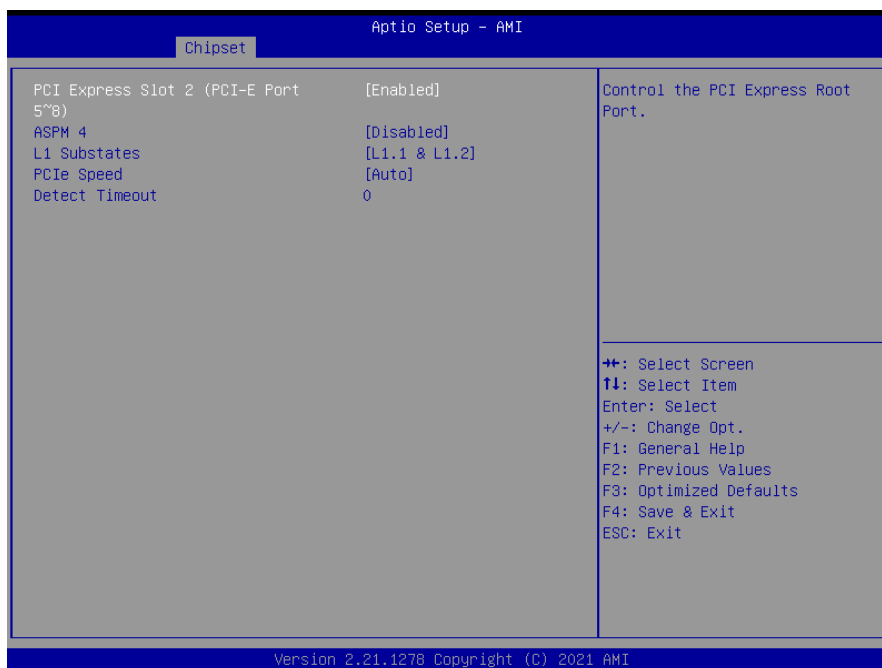 Aptio Setup – AMI
Chipset
PCI Express Slot 2 (PCI-E Port [Enabled]
5~8)
ASPM 4 [Disabled]
L1 Substates [L1.1 & L1.2]
PCIe Speed [Auto]
Detect Timeout 0
Control the PCI Express Root
Port.
→←: Select Screen
↑↓: Select Item
Enter: Select
+/-: Change Opt.
F1: General Help
F2: Previous Values
F3: Optimized Defaults
F4: Save & Exit
ESC: Exit
Version 2.21.1278 Copyright (C) 2021 AMI